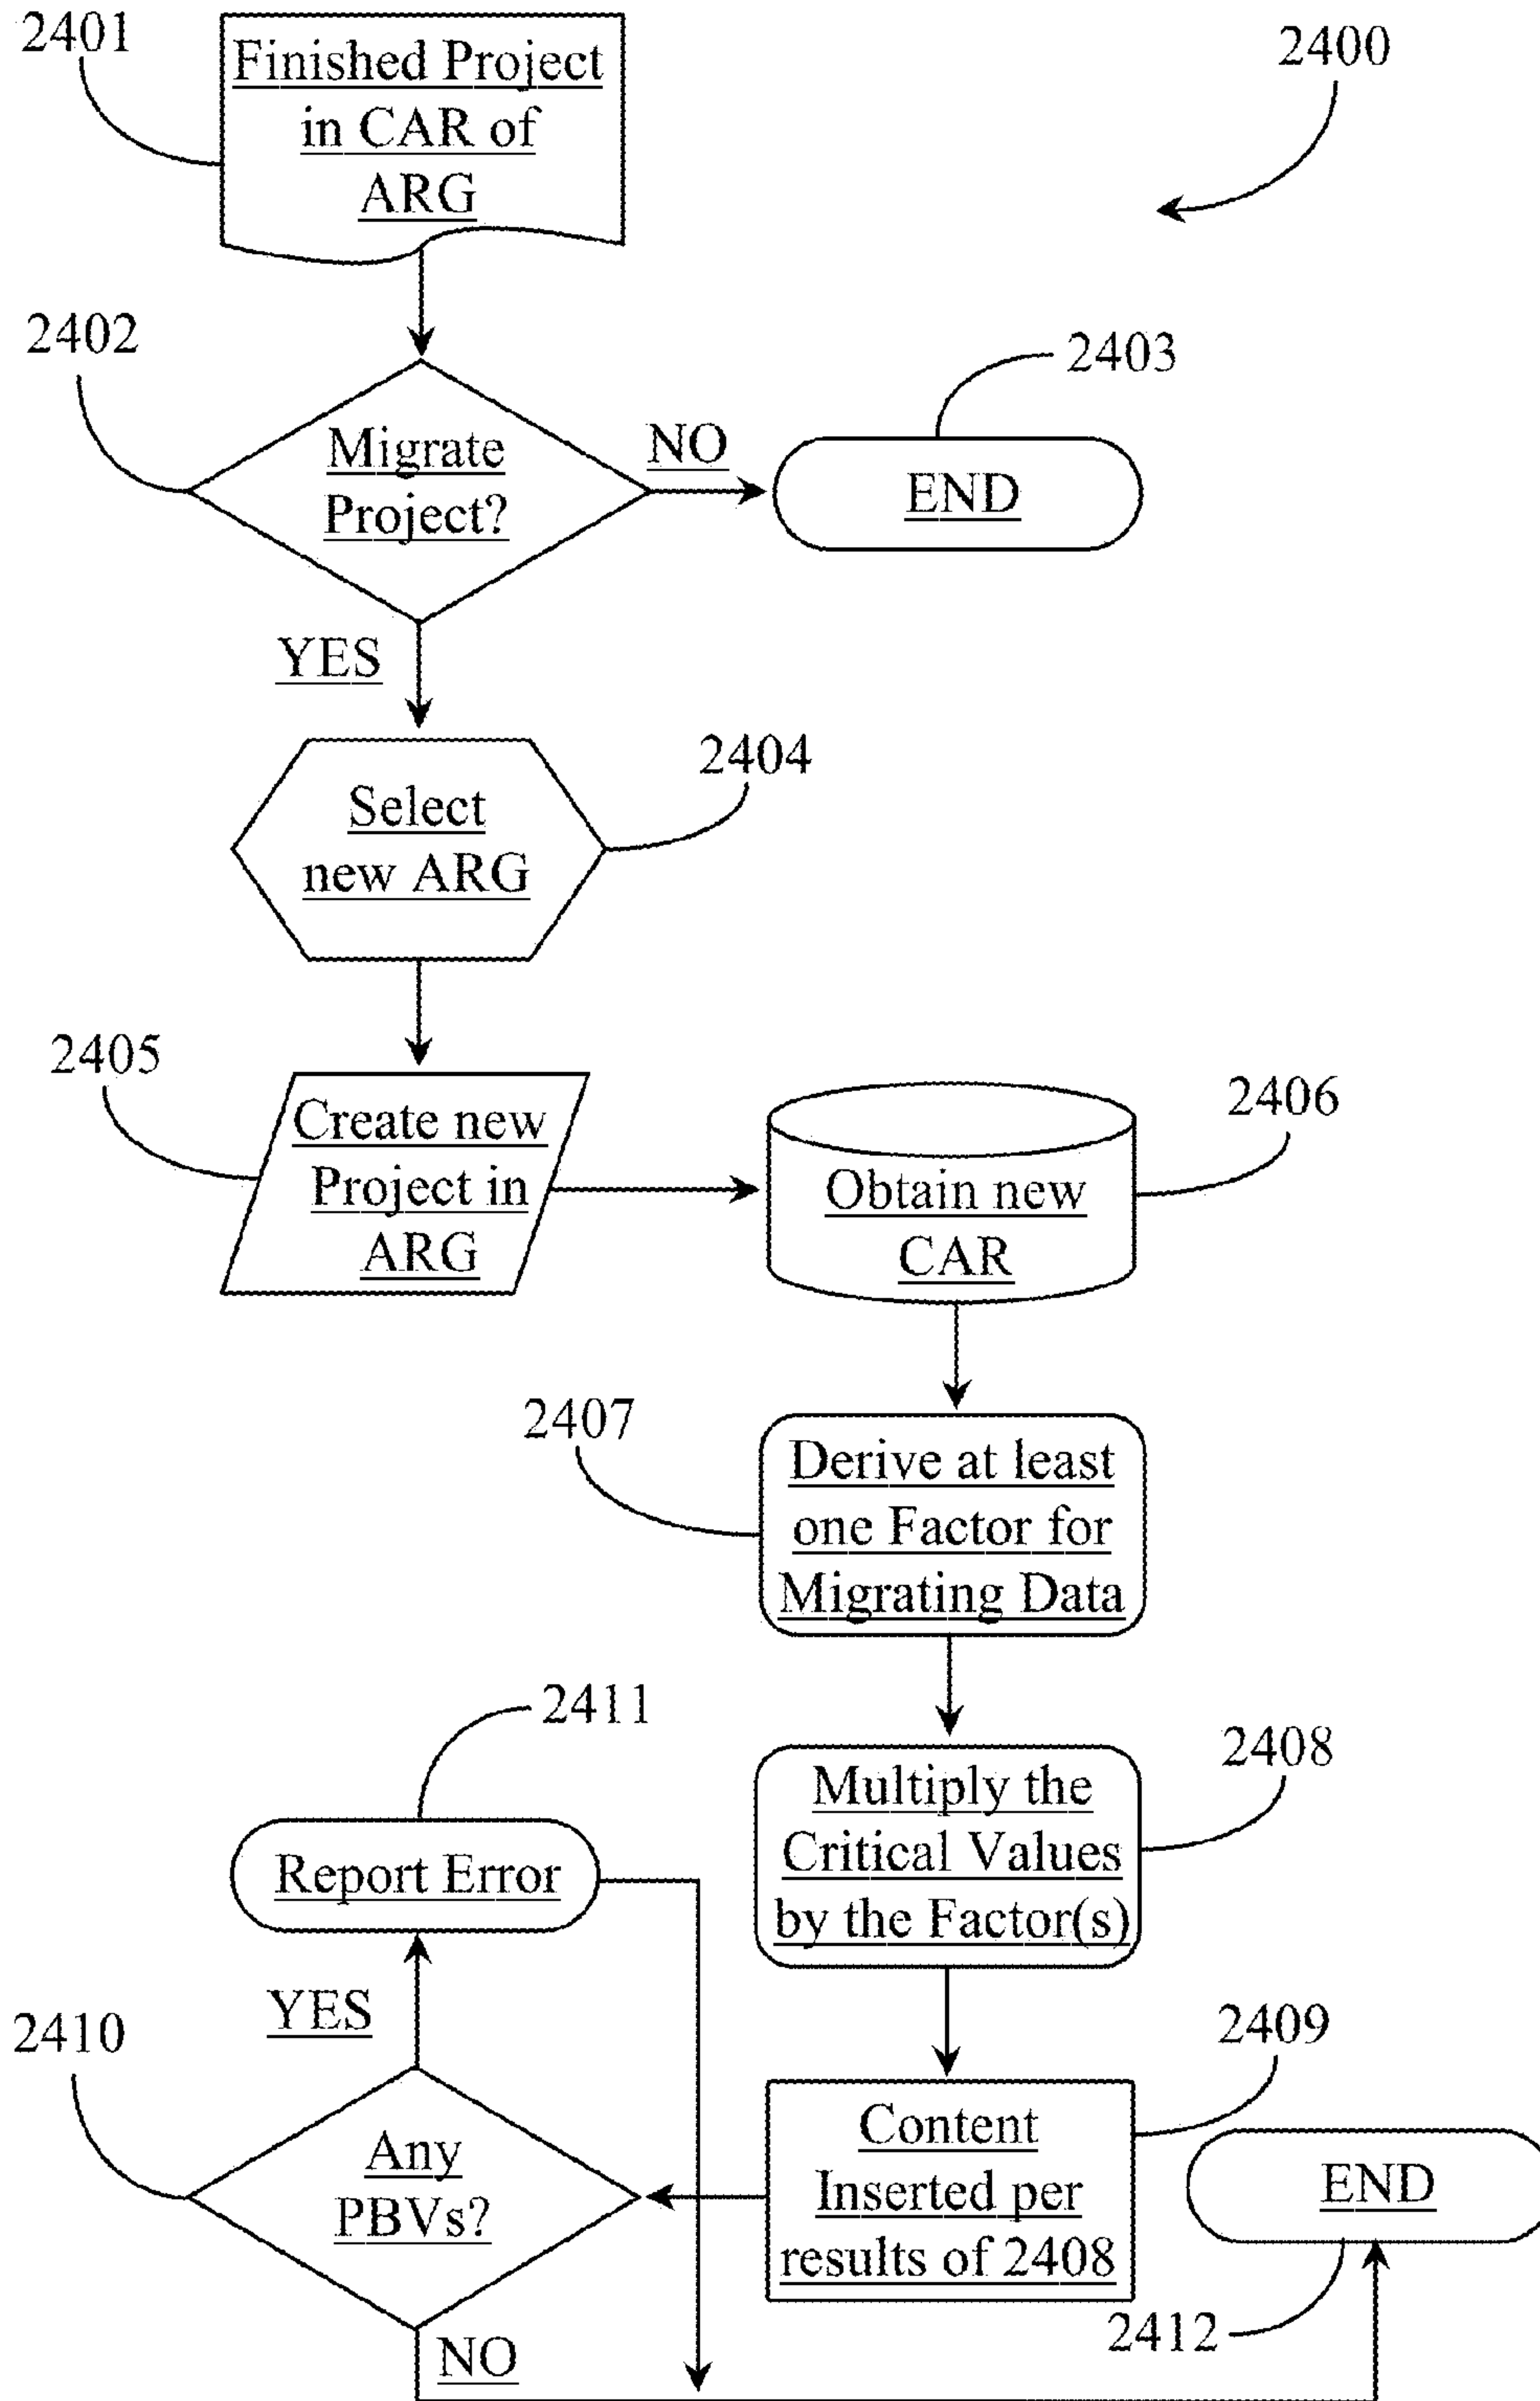 2401
Finished Project
in CAR of
ARG
2400
2402
Migrate
Project?
NO
2403
END
YES
2404
Select
new ARG
2405
Create new
Project in
ARG
2406
Obtain new
CAR
2407
Derive at least
one Factor for
Migrating Data
2408
Multiply the
Critical Values
by the Factor(s)
2411
Report Error
YES
2410
Any
PBVs?
2409
Content
Inserted per
results of 2408
END
2412
NO